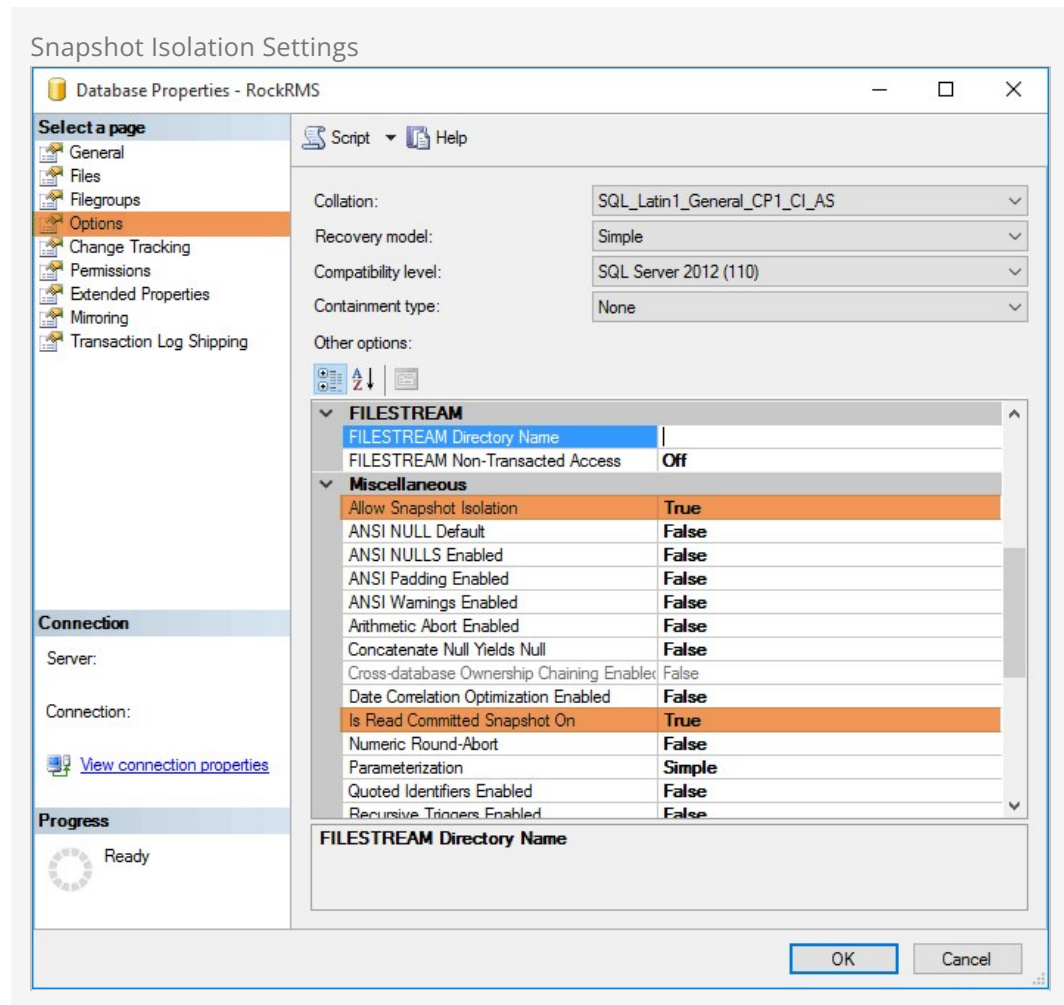 Snapshot Isolation Settings
Database Properties - RockRMS
Select a page
General
Files
Filegroups
Options
Change Tracking
Permissions
Extended Properties
Mirroring
Transaction Log Shipping
Connection
Server:
Connection:
View connection properties
Progress
Ready
Script
Help
Collation: SQL_Latin1_General_CP1_CI_AS
Recovery model: Simple
Compatibility level: SQL Server 2012 (110)
Containment type: None
Other options:
FILESTREAM
FILESTREAM Directory Name
FILESTREAM Non-Transacted Access Off
Miscellaneous
Allow Snapshot Isolation True
ANSI NULL Default False
ANSI NULLS Enabled False
ANSI Padding Enabled False
ANSI Warnings Enabled False
Arithmetic Abort Enabled False
Concatenate Null Yields Null False
Cross-database Ownership Chaining Enabled False
Date Correlation Optimization Enabled False
Is Read Committed Snapshot On True
Numeric Round-Abort False
Parameterization Simple
Quoted Identifiers Enabled False
Recursive Triggers Enabled False
FILESTREAM Directory Name
OK
Cancel